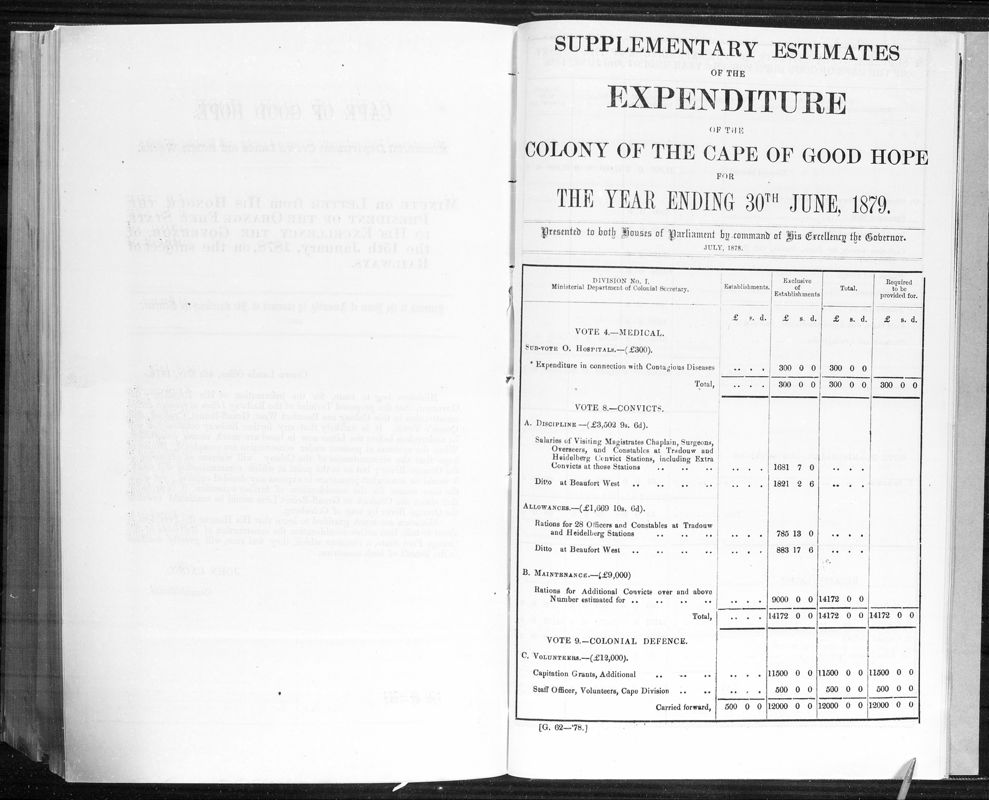 SUPPLEMENTARY ESTIMATES
OF THE
EXPENDITURE
OF THE
COLONY OF THE CAPE OF GOOD HOPE
FOR
THE YEAR ENDING 30TH JUNE, 1879.
Presented to both Houses of Parliament by command of His Excellency the Governor.
JULY, 1878.
DIVISION No. I.
Ministerial Department of Colonial Secretary.
Establishments.
Exclusive of Establishments
Total.
Required to be provided for.
£ s. d. £ s. d. £ s. d. £ s. d.
VOTE 4.—MEDICAL.
SUB-VOTE O. HOSPITALS.—(£300).
* Expenditure in connection with Contagious Diseases .. . . 300 0 0 300 0 0
Total, .. . . 300 0 0 300 0 0 300 0 0
VOTE 8.—CONVICTS.
A. DISCIPLINE—(£3,502 9s. 6d).
Salaries of Visiting Magistrates Chaplain, Surgeons,
Overseers, and Constables at Tradouw and
Heidelberg Convict Stations, including Extra
Convicts at those Stations .. .. .. .. . . 1681 7 0 .. . .
Ditto at Beaufort West .. .. .. .. .. . . 1821 2 6 .. . .
ALLOWANCES.—(£1,669 10s. 6d).
Rations for 28 Officers and Constables at Tradouw
and Heidelberg Stations .. .. .. .. . . 785 13 0 .. . .
Ditto at Beaufort West .. .. .. .. .. . . 883 17 6 .. . .
B. MAINTENANCE.—(£9,000)
Rations for Additional Convicts over and above
Number estimated for .. .. .. .. .. . . 9000 0 0 14172 0 0
Total, .. . . 14172 0 0 14172 0 0 14172 0 0
VOTE 9.—COLONIAL DEFENCE.
C. VOLUNTEERS.—(£12,000).
Capitation Grants, Additional .. .. .. .. . . 11500 0 0 11500 0 0 11500 0 0
Staff Officer, Volunteers, Cape Division .. .. .. . . 500 0 0 500 0 0 500 0 0
Carried forward, 500 0 0 12000 0 0 12000 0 0 12000 0 0
[G. 62—'78.]